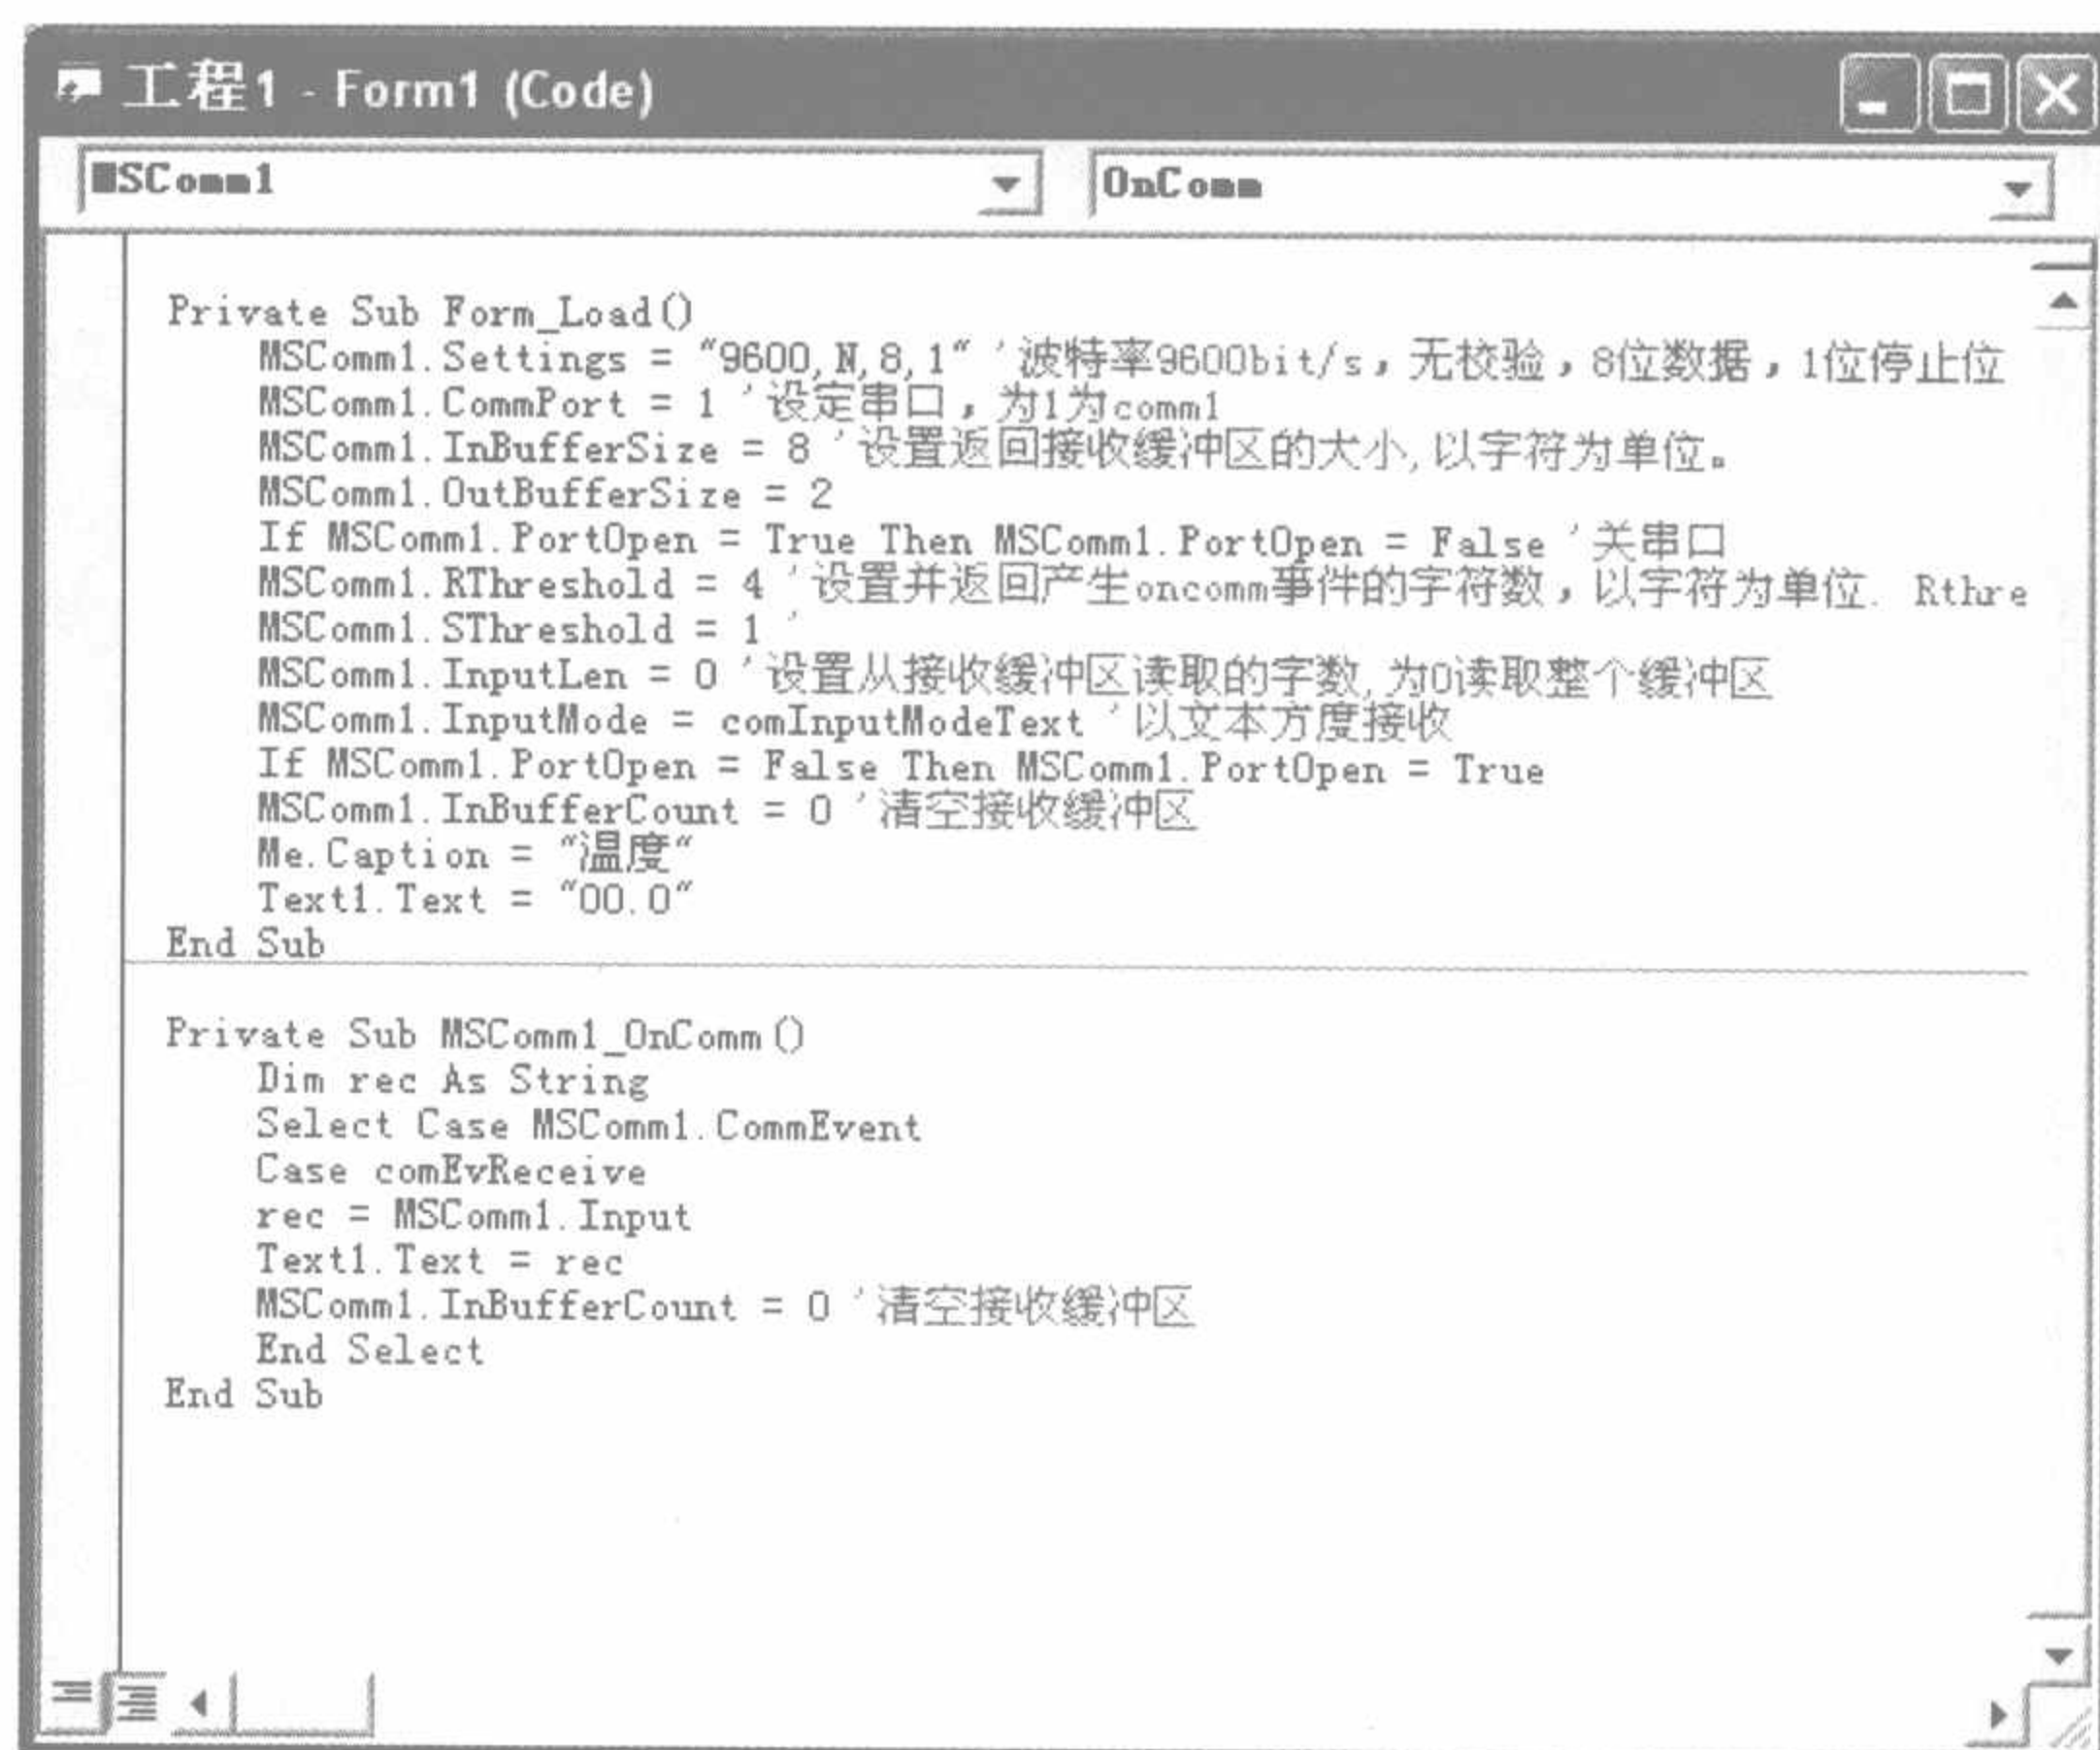 工程1 - Form1 (Code)
MSComm1
OnComm
Private Sub Form_Load()
MSComm1.Settings = "9600,N,8,1" '波特率9600bit/s，无校验，8位数据，1位停止位
MSComm1.CommPort = 1 '设定串口，为1为comm1
MSComm1.InBufferSize = 8 '设置返回接收缓冲区的大小,以字符为单位。
MSComm1.OutBufferSize = 2
If MSComm1.PortOpen = True Then MSComm1.PortOpen = False '关串口
MSComm1.RThreshold = 4 '设置并返回产生oncomm事件的字符数，以字符为单位. Rthre
MSComm1.SThreshold = 1 '
MSComm1.InputLen = 0 '设置从接收缓冲区读取的字数,为0读取整个缓冲区
MSComm1.InputMode = comInputModeText '以文本方度接收
If MSComm1.PortOpen = False Then MSComm1.PortOpen = True
MSComm1.InBufferCount = 0 '清空接收缓冲区
Me.Caption = "温度"
Text1.Text = "00.0"
End Sub
Private Sub MSComm1_OnComm()
Dim rec As String
Select Case MSComm1.CommEvent
Case comEvReceive
rec = MSComm1.Input
Text1.Text = rec
MSComm1.InBufferCount = 0 '清空接收缓冲区
End Select
End Sub